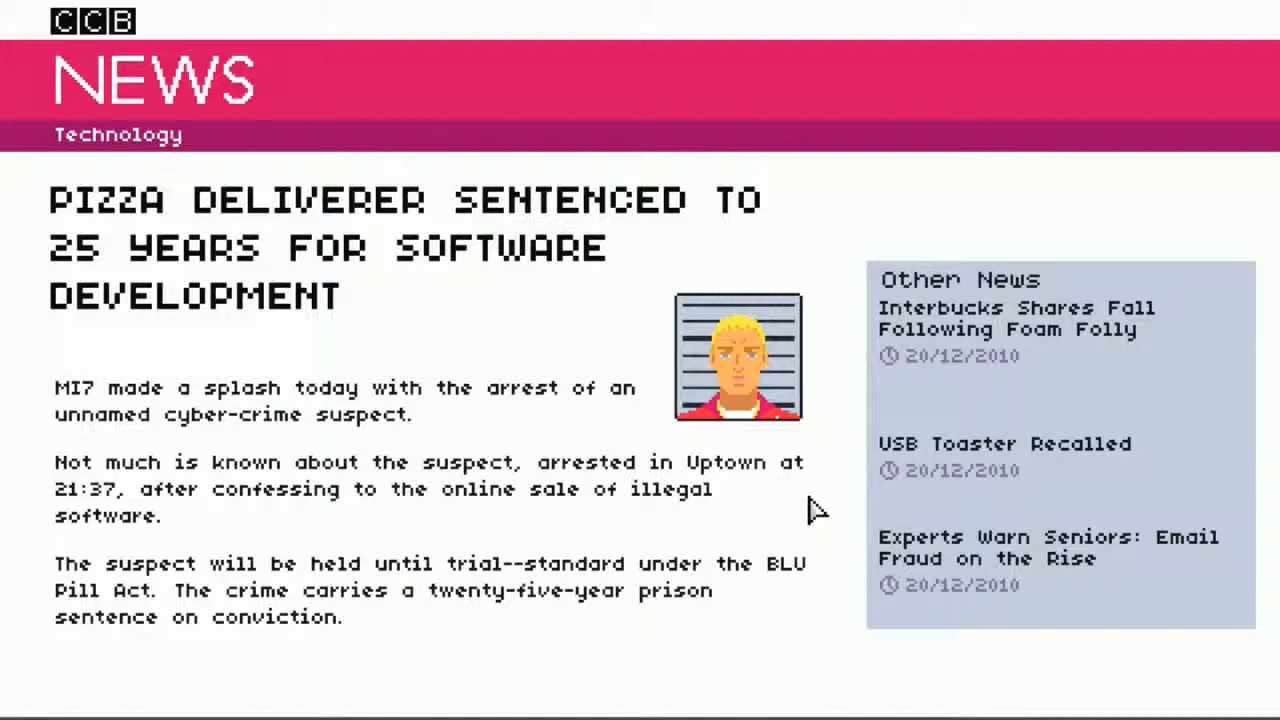 CCB
NEWS
Technology
PIZZA DELIVERER SENTENCED TO
25 YEARS FOR SOFTWARE
DEVELOPMENT
MI7 made a splash today with the arrest of an
unnamed cyber-crime suspect.
Not much is known about the suspect, arrested in Uptown at
21:37, after confessing to the online sale of illegal
software.
The suspect will be held until trial--standard under the BLU
Pill Act. The crime carries a twenty-five-year prison
sentence on conviction.
Other News
Interbucks Shares Fall
Following Foam Folly
20/12/2010
USB Toaster Recalled
20/12/2010
Experts Warn Seniors: Email
Fraud on the Rise
20/12/2010